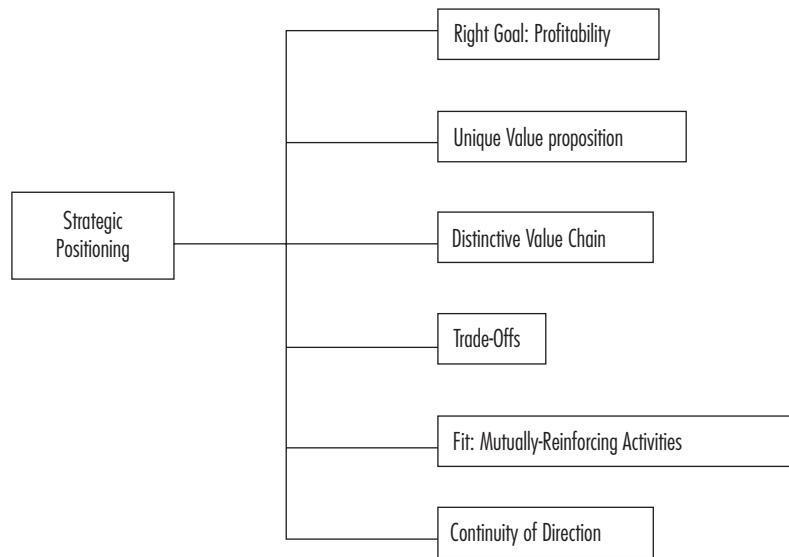 Right Goal: Profitability
Unique Value proposition
Strategic
Positioning
Distinctive Value Chain
Trade-Offs
Fit: Mutually-Reinforcing Activities
Continuity of Direction